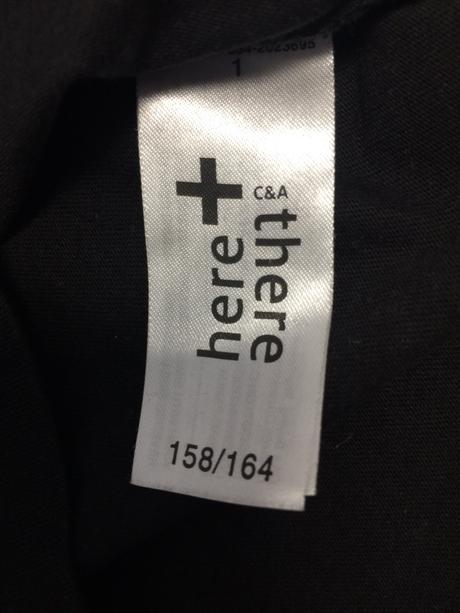 1
C&A
here +
there
158/164